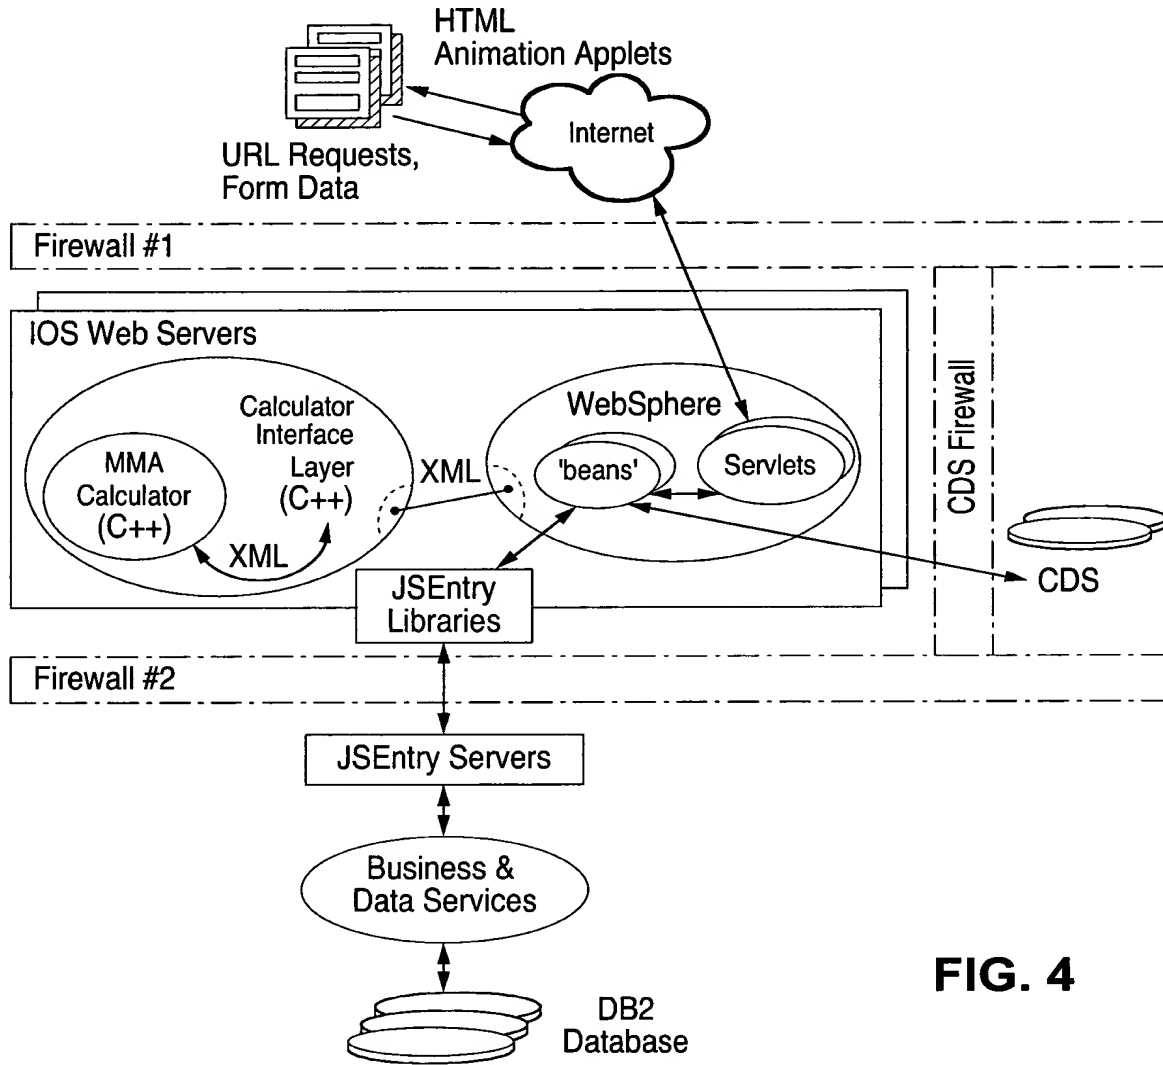 HTML
Animation Applets
Internet
URL Requests,
Form Data
Firewall #1
IOS Web Servers
Calculator
Interface
Layer
(C++)
MMA
Calculator
(C++)
XML
XML
WebSphere
'beans'
Servlets
CDS Firewall
CDS
JSEntry
Libraries
Firewall #2
JSEntry Servers
Business &
Data Services
DB2
Database
FIG. 4